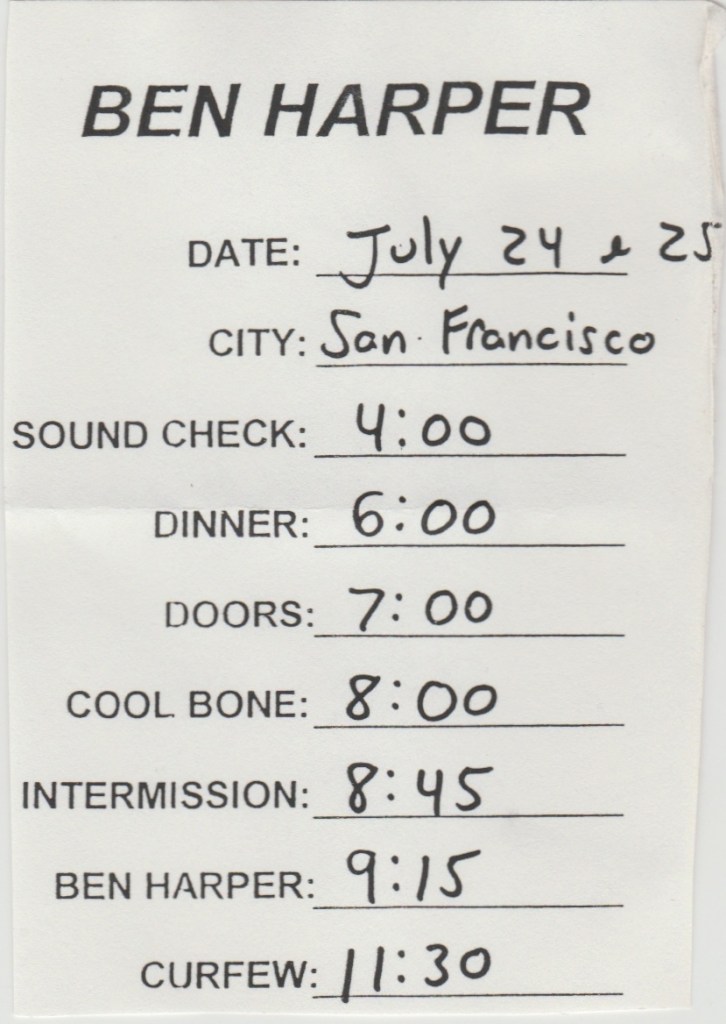 BEN HARPER
DATE: July 24 & 25
CITY: San Francisco
SOUND CHECK: 4:00
DINNER: 6:00
DOORS: 7:00
COOL BONE: 8:00
INTERMISSION: 8:45
BEN HARPER: 9:15
CURFEW: 11:30